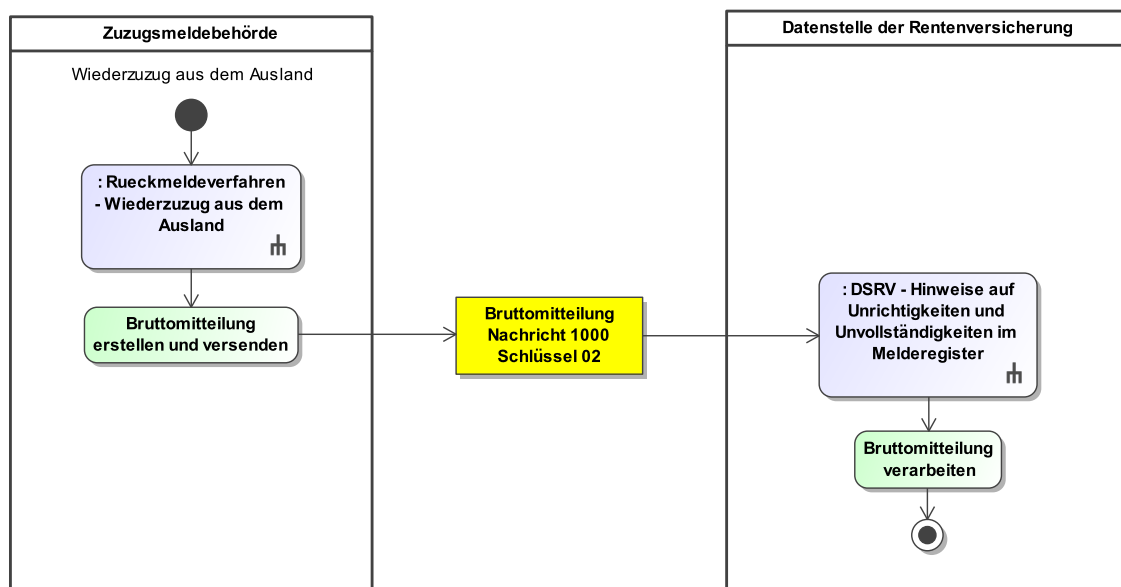 Zuzugsmeldebehörde
Wiederzuzug aus dem Ausland
: Rueckmeldeverfahren
- Wiederzuzug aus dem
Ausland
Bruttomitteilung
erstellen und versenden
Bruttomitteilung
Nachricht 1000
Schlüssel 02
Datenstelle der Rentenversicherung
: DSRV - Hinweise auf
Unrichtigkeiten und
Unvollständigkeiten im
Melderegister
Bruttomitteilung
verarbeiten